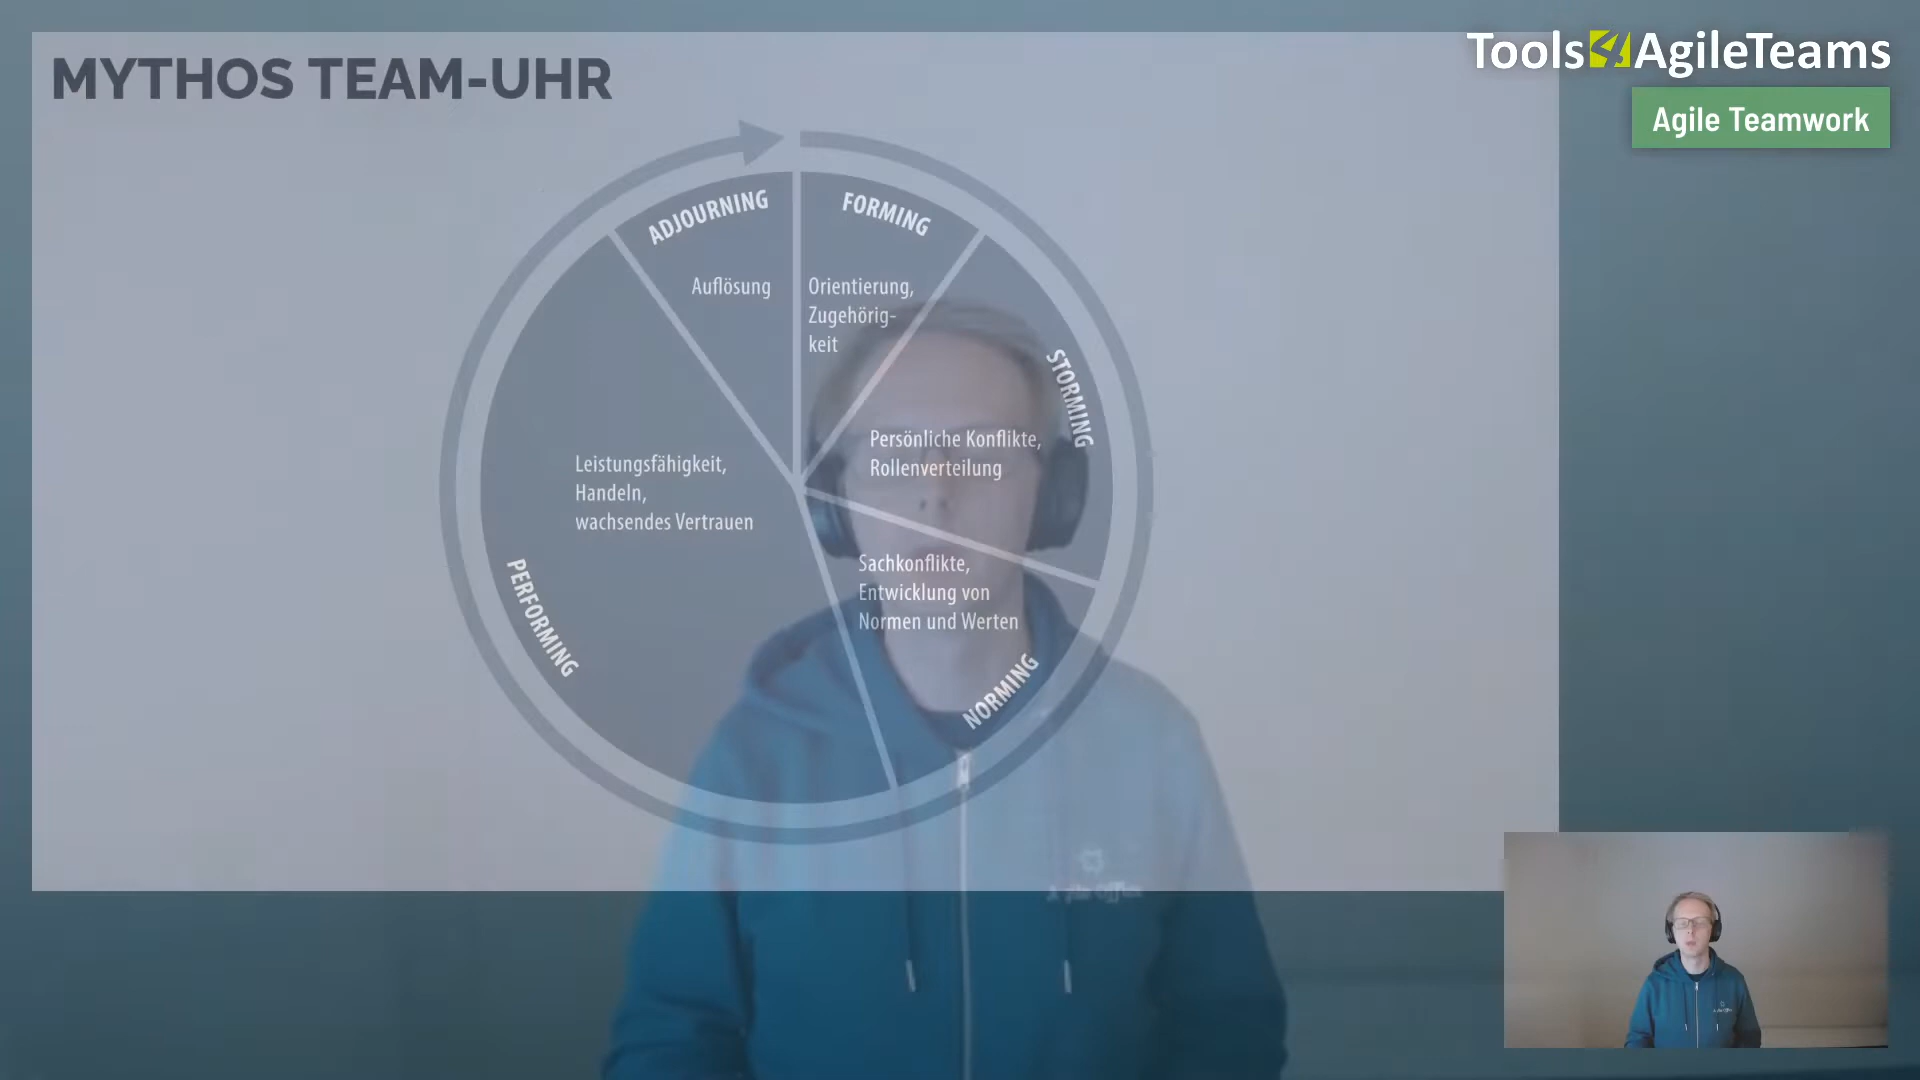 MYTHOS TEAM-UHR
Tools4AgileTeams
Agile Teamwork
ADJOURNING
Auflösung
FORMING
Orientierung,
Zugehörig-
keit
STORMING
Persönliche Konflikte,
Rollenverteilung
Leistungsfähigkeit,
Handeln,
wachsendes Vertrauen
PERFORMING
Sachkonflikte,
Entwicklung von
Normen und Werten
NORMING